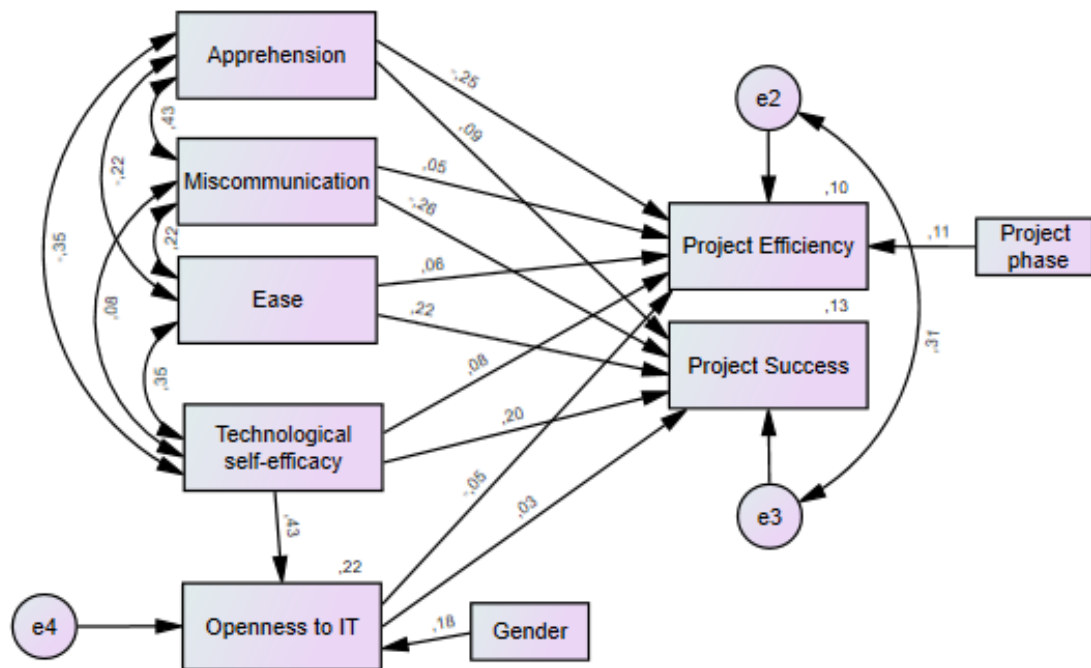 Apprehension
-,25
e2
,09
,43
-,22
Miscommunication
,05
-,26
,10
Project Efficiency
,11
Project
phase
-,35
,22
,08
Ease
,06
,22
,13
Project Success
,31
,35
,08
Technological
self-efficacy
,20
-,05
,03
e3
,43
,22
e4
Openness to IT
,18
Gender